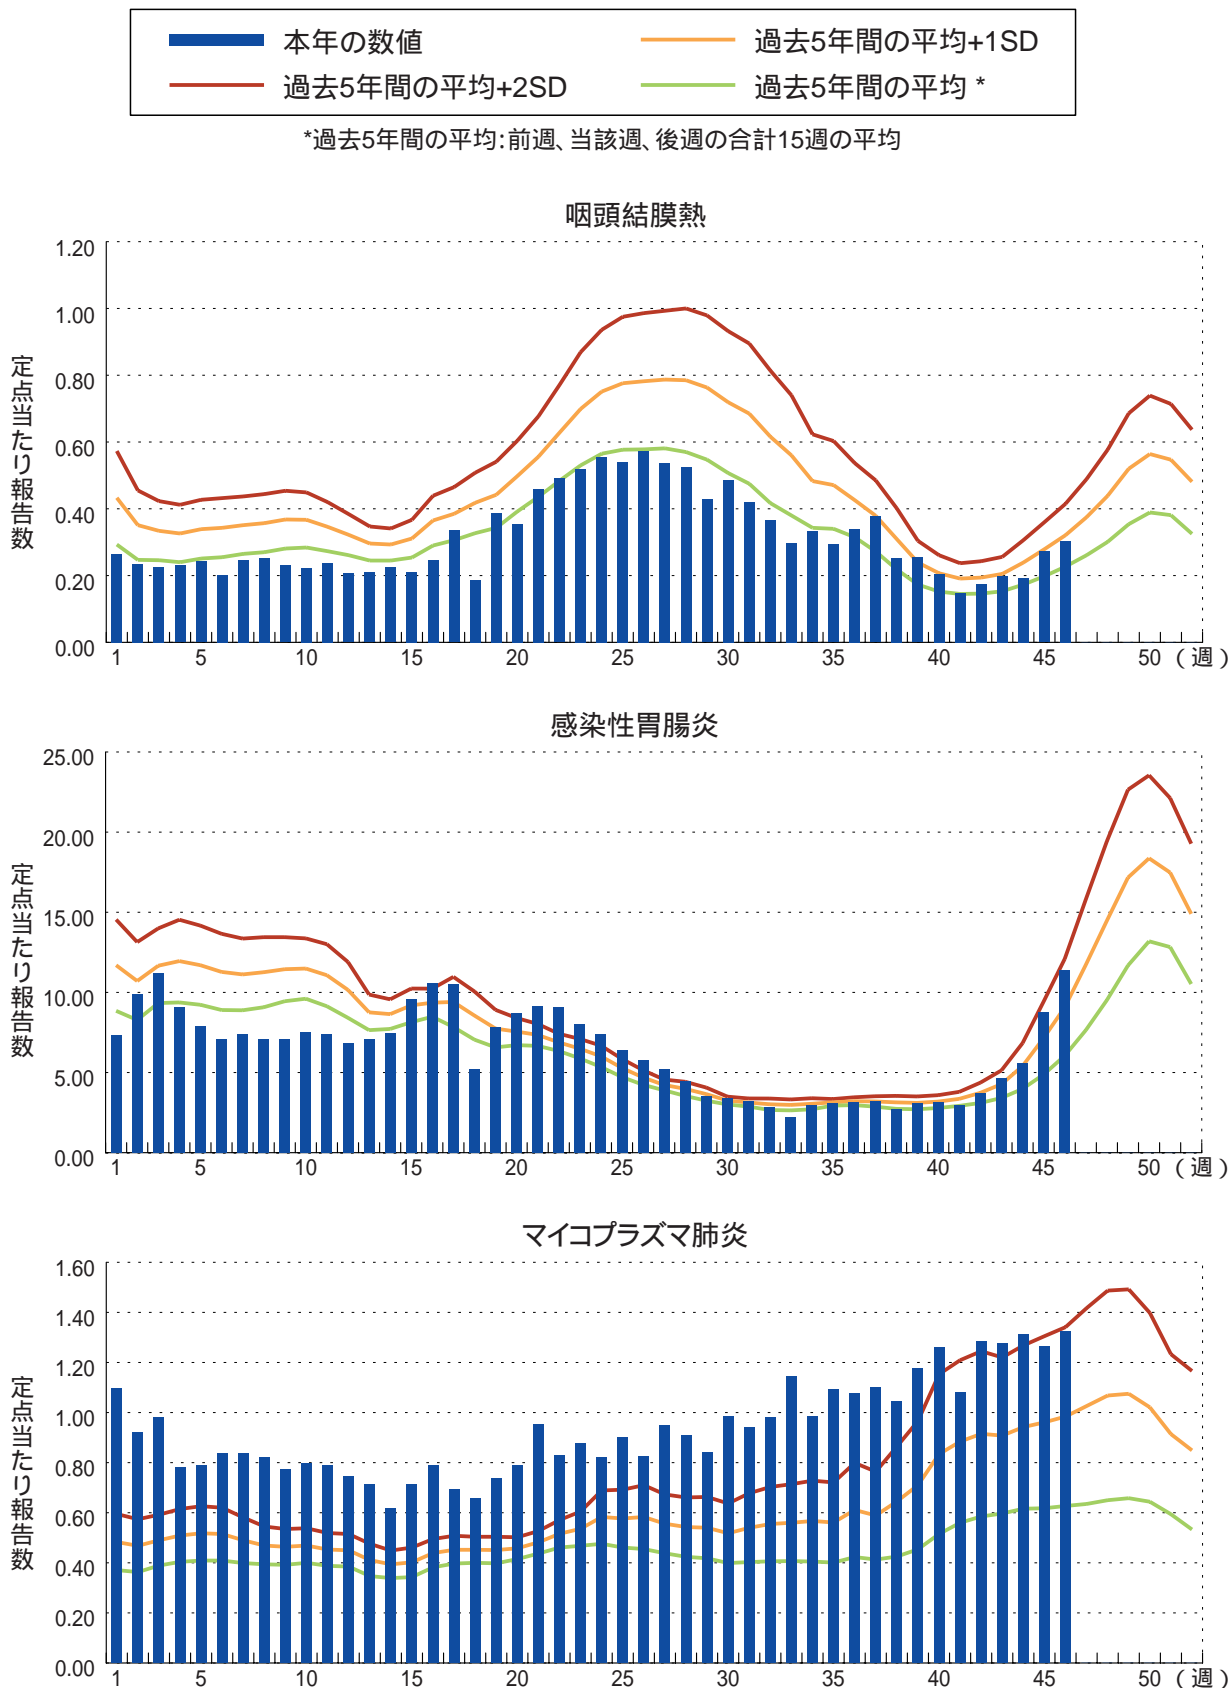 本年の数値
過去5年間の平均+1SD
過去5年間の平均+2SD
過去5年間の平均 *
*過去5年間の平均:前週、当該週、後週の合計15週の平均
咽頭結膜熱
定点当たり報告数
1.20
1.00
0.80
0.60
0.40
0.20
0.00
1 5 10 15 20 25 30 35 40 45 50 (週)
感染性胃腸炎
定点当たり報告数
25.00
20.00
15.00
10.00
5.00
0.00
1 5 10 15 20 25 30 35 40 45 50 (週)
マイコプラズマ肺炎
定点当たり報告数
1.60
1.40
1.20
1.00
0.80
0.60
0.40
0.20
0.00
1 5 10 15 20 25 30 35 40 45 50 (週)